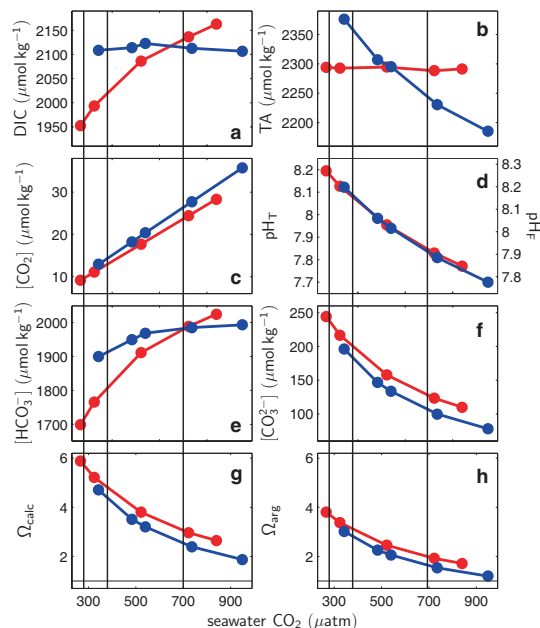 2150
2100
2050
2000
1950
DIC (μmol kg⁻¹)
a
2350
2300
2250
2200
TA (μmol kg⁻¹)
b
30
20
10
[CO₂] (μmol kg⁻¹)
c
8.2
8.1
8
7.9
7.8
7.7
pH_T
d
8.3
8.2
8.1
8
7.9
7.8
pH_F
2000
1900
1800
1700
[HCO₃⁻] (μmol kg⁻¹)
e
250
200
150
100
[CO₃²⁻] (μmol kg⁻¹)
f
6
4
2
Ω_calc
g
6
4
2
Ω_arg
h
300 500 700 900
300 500 700 900
seawater CO₂ (μatm)